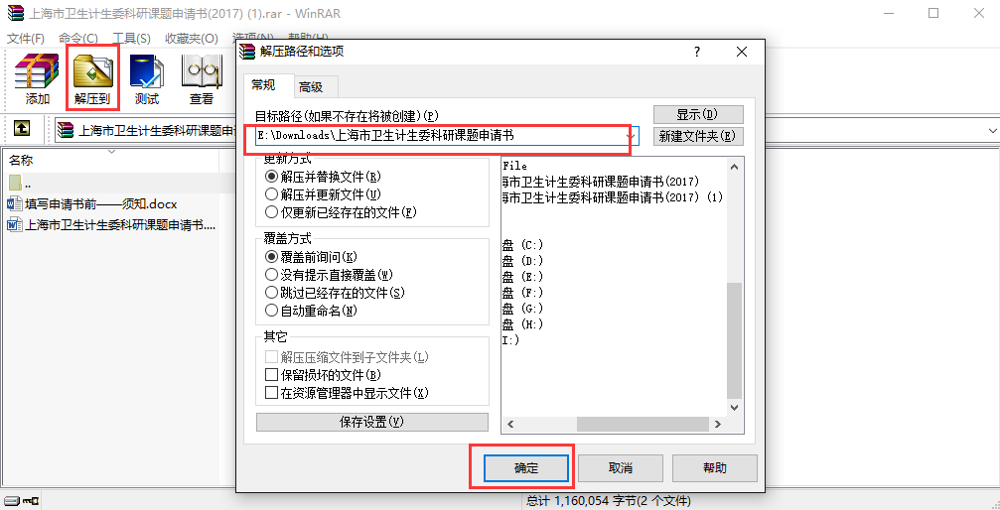 上海市卫生计生委科研课题申请书(2017) (1).rar - WinRAR
文件(F) 命令(C) 工具(S) 收藏夹(O) 选项(N) 帮助(H)
添加 解压到 测试 查看
上海市卫生计生委科研课题申
名称
..
填写申请书前——须知.docx
上海市卫生计生委科研课题申请书....
解压路径和选项
?
常规 高级
目标路径(如果不存在将被创建)(P)
显示(D)
E:\Downloads\上海市卫生计生委科研课题申请书
新建文件夹(E)
更新方式
解压并替换文件(R)
解压并更新文件(U)
仅更新已经存在的文件(F)
覆盖方式
覆盖前询问(K)
没有提示直接覆盖(W)
跳过已经存在的文件(S)
自动重命名(N)
其它
解压压缩文件到子文件夹(L)
保留损坏的文件(B)
在资源管理器中显示文件(X)
保存设置(V)
File
海市卫生计生委科研课题申请书(2017)
海市卫生计生委科研课题申请书(2017) (1)
盘 (C:)
盘 (D:)
盘 (E:)
盘 (F:)
盘 (G:)
盘 (H:)
I:)
确定 取消 帮助
总计 1,160,054 字节(2 个文件)